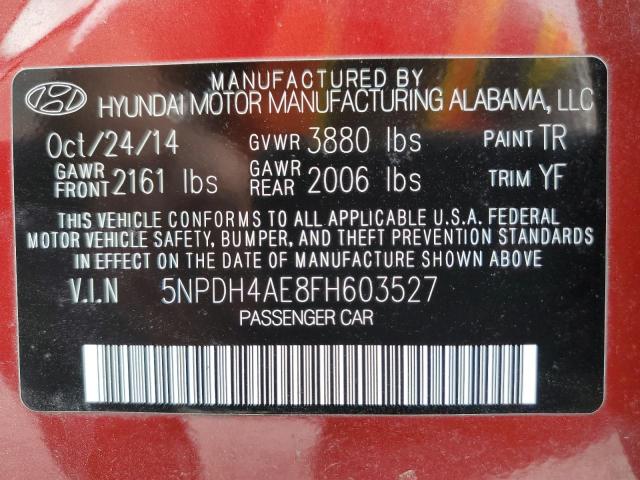 MANUFACTURED BY
HYUNDAI MOTOR MANUFACTURING ALABAMA, LLC
Oct/24/14 GVWR 3880 lbs PAINT TR
GAWR FRONT 2161 lbs GAWR REAR 2006 lbs TRIM YF
THIS VEHICLE CONFORMS TO ALL APPLICABLE U.S.A. FEDERAL
MOTOR VEHICLE SAFETY, BUMPER, AND THEFT PREVENTION STANDARDS
IN EFFECT ON THE DATE OF MANUFACTURE SHOWN ABOVE.
V.I.N 5NPDH4AE8FH603527
PASSENGER CAR